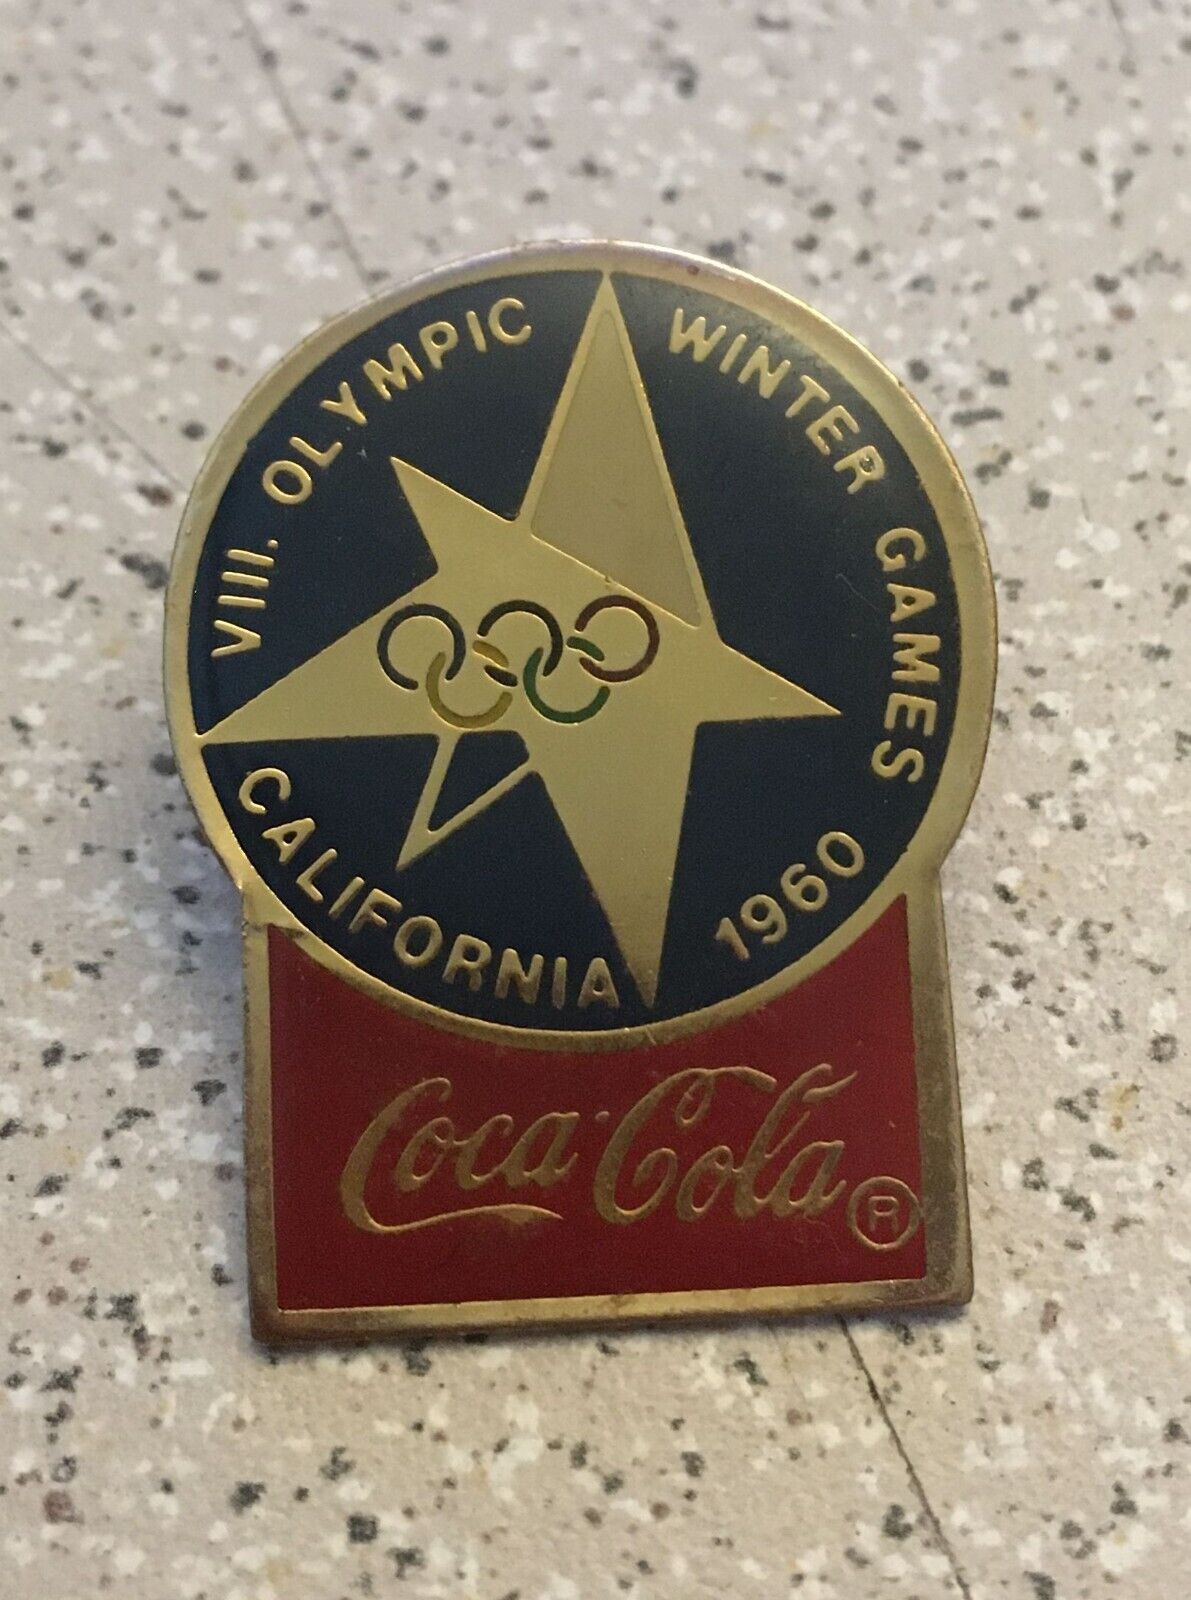 VIII. OLYMPIC WINTER GAMES
CALIFORNIA 1960
Coca-Cola ®